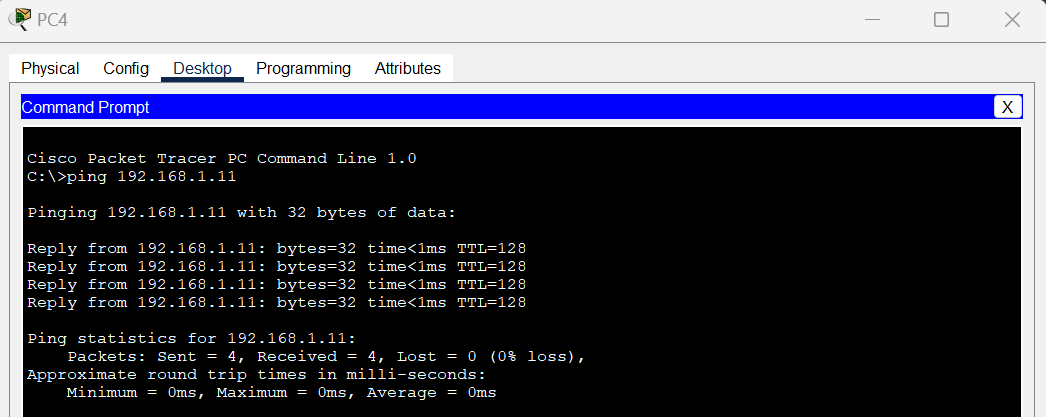 PC4
Physical Config Desktop Programming Attributes
Command Prompt X
Cisco Packet Tracer PC Command Line 1.0
C:\>ping 192.168.1.11
Pinging 192.168.1.11 with 32 bytes of data:
Reply from 192.168.1.11: bytes=32 time<1ms TTL=128
Reply from 192.168.1.11: bytes=32 time<1ms TTL=128
Reply from 192.168.1.11: bytes=32 time<1ms TTL=128
Reply from 192.168.1.11: bytes=32 time<1ms TTL=128
Ping statistics for 192.168.1.11:
    Packets: Sent = 4, Received = 4, Lost = 0 (0% loss),
Approximate round trip times in milli-seconds:
    Minimum = 0ms, Maximum = 0ms, Average = 0ms